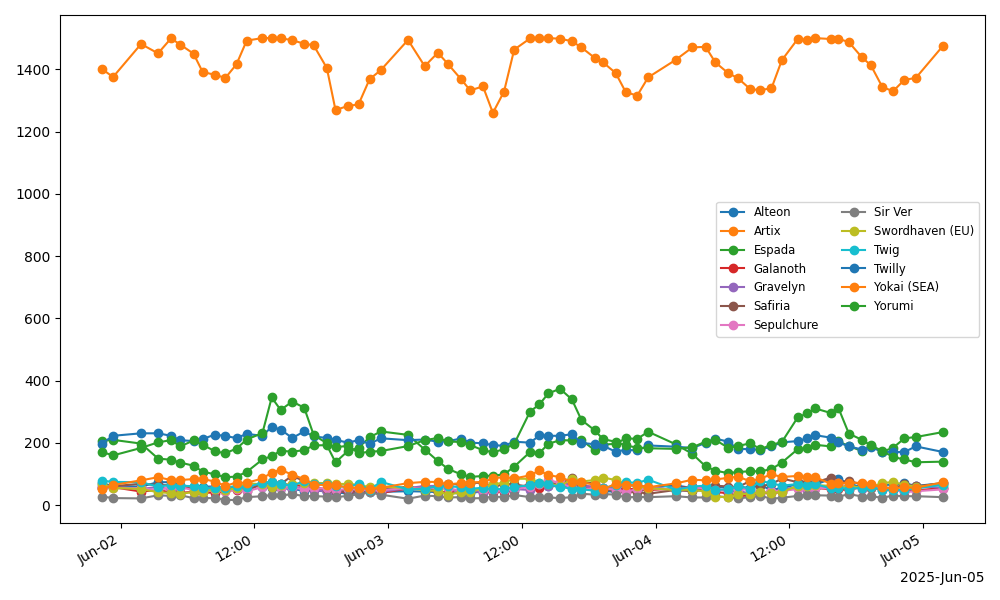 1400
1200
1000
800
600
400
200
0
Alteon
Artix
Espada
Galanoth
Gravelyn
Safiria
Sepulchure
Sir Ver
Swordhaven (EU)
Twig
Twilly
Yokai (SEA)
Yorumi
Jun-02
12:00
Jun-03
12:00
Jun-04
12:00
Jun-05
2025-Jun-05